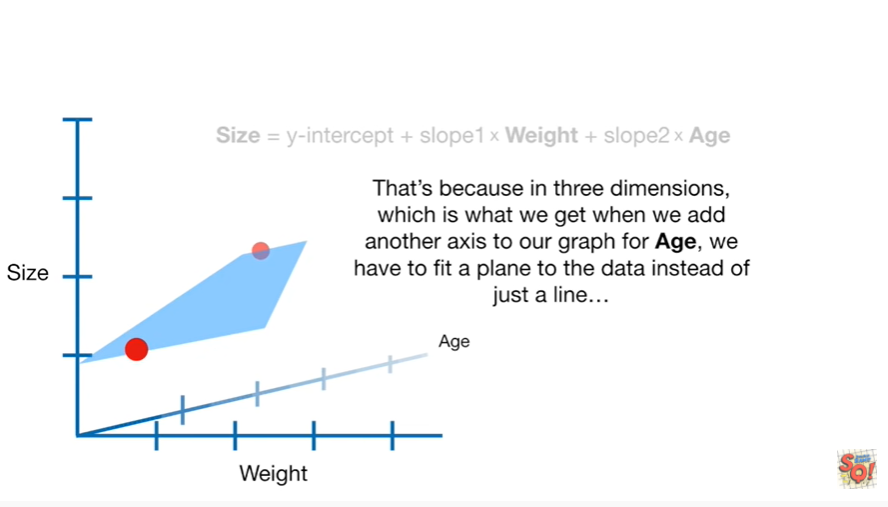 Size = y-intercept + slope1 × Weight + slope2 × Age
That’s because in three dimensions,
which is what we get when we add
another axis to our graph for Age, we
have to fit a plane to the data instead of
just a line…
Size
Age
Weight
SQ!